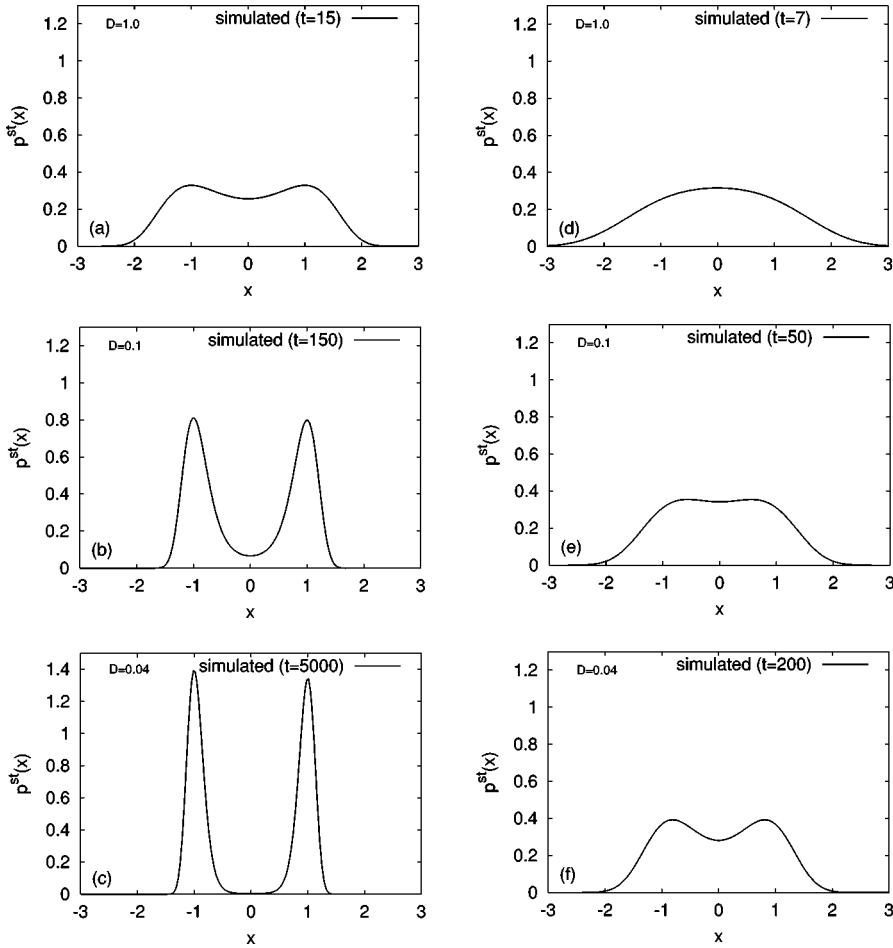 D=1.0 simulated (t=15)
1.2
1
0.8
0.6
0.4
0.2
0
p^st(x)
(a)
-3 -2 -1 0 1 2 3
x
D=1.0 simulated (t=7)
1.2
1
0.8
0.6
0.4
0.2
0
p^st(x)
(d)
-3 -2 -1 0 1 2 3
x
D=0.1 simulated (t=150)
1.2
1
0.8
0.6
0.4
0.2
0
p^st(x)
(b)
-3 -2 -1 0 1 2 3
x
D=0.1 simulated (t=50)
1.2
1
0.8
0.6
0.4
0.2
0
p^st(x)
(e)
-3 -2 -1 0 1 2 3
x
D=0.04 simulated (t=5000)
1.4
1.2
1
0.8
0.6
0.4
0.2
0
p^st(x)
(c)
-3 -2 -1 0 1 2 3
x
D=0.04 simulated (t=200)
1.2
1
0.8
0.6
0.4
0.2
0
p^st(x)
(f)
-3 -2 -1 0 1 2 3
x